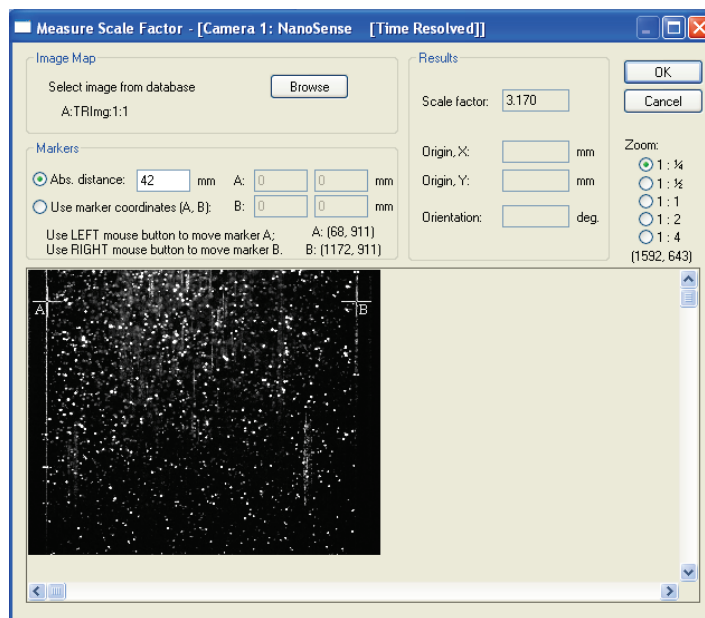 Measure Scale Factor - [Camera 1: NanoSense [Time Resolved]]
Image Map
Select image from database
Browse
A:TRImg:1:1
Markers
Abs. distance: 42 mm A: 0 0 mm
Use marker coordinates (A, B): B: 0 0 mm
Use LEFT mouse button to move marker A; A: (68, 911)
Use RIGHT mouse button to move marker B. B: (1172, 911)
Results
Scale factor: 3.170
Origin, X: mm
Origin, Y: mm
Orientation: deg.
OK
Cancel
Zoom:
1 : ¼
1 : ½
1 : 1
1 : 2
1 : 4
(1592, 643)
A B